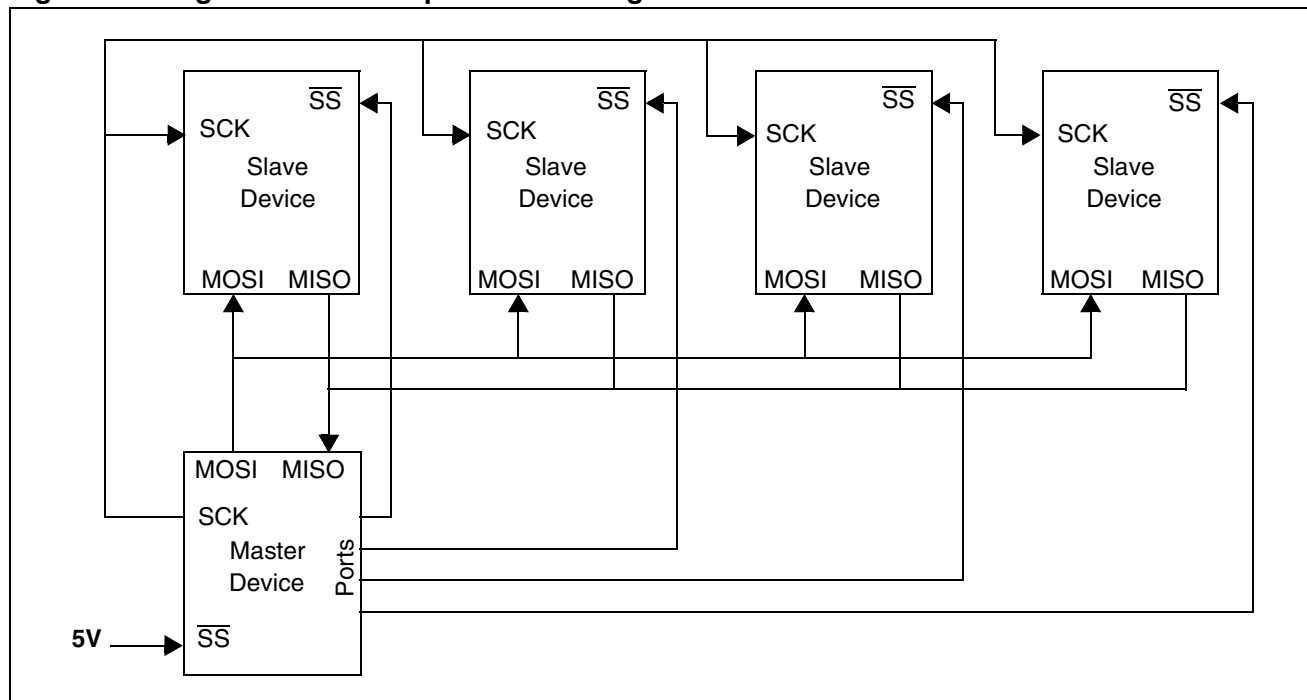 SS SS SS SS
SCK SCK SCK SCK
Slave Slave Slave Slave
Device Device Device Device
MOSI MISO MOSI MISO MOSI MISO MOSI MISO
MOSI MISO
SCK
Master
Device
Ports
5V SS